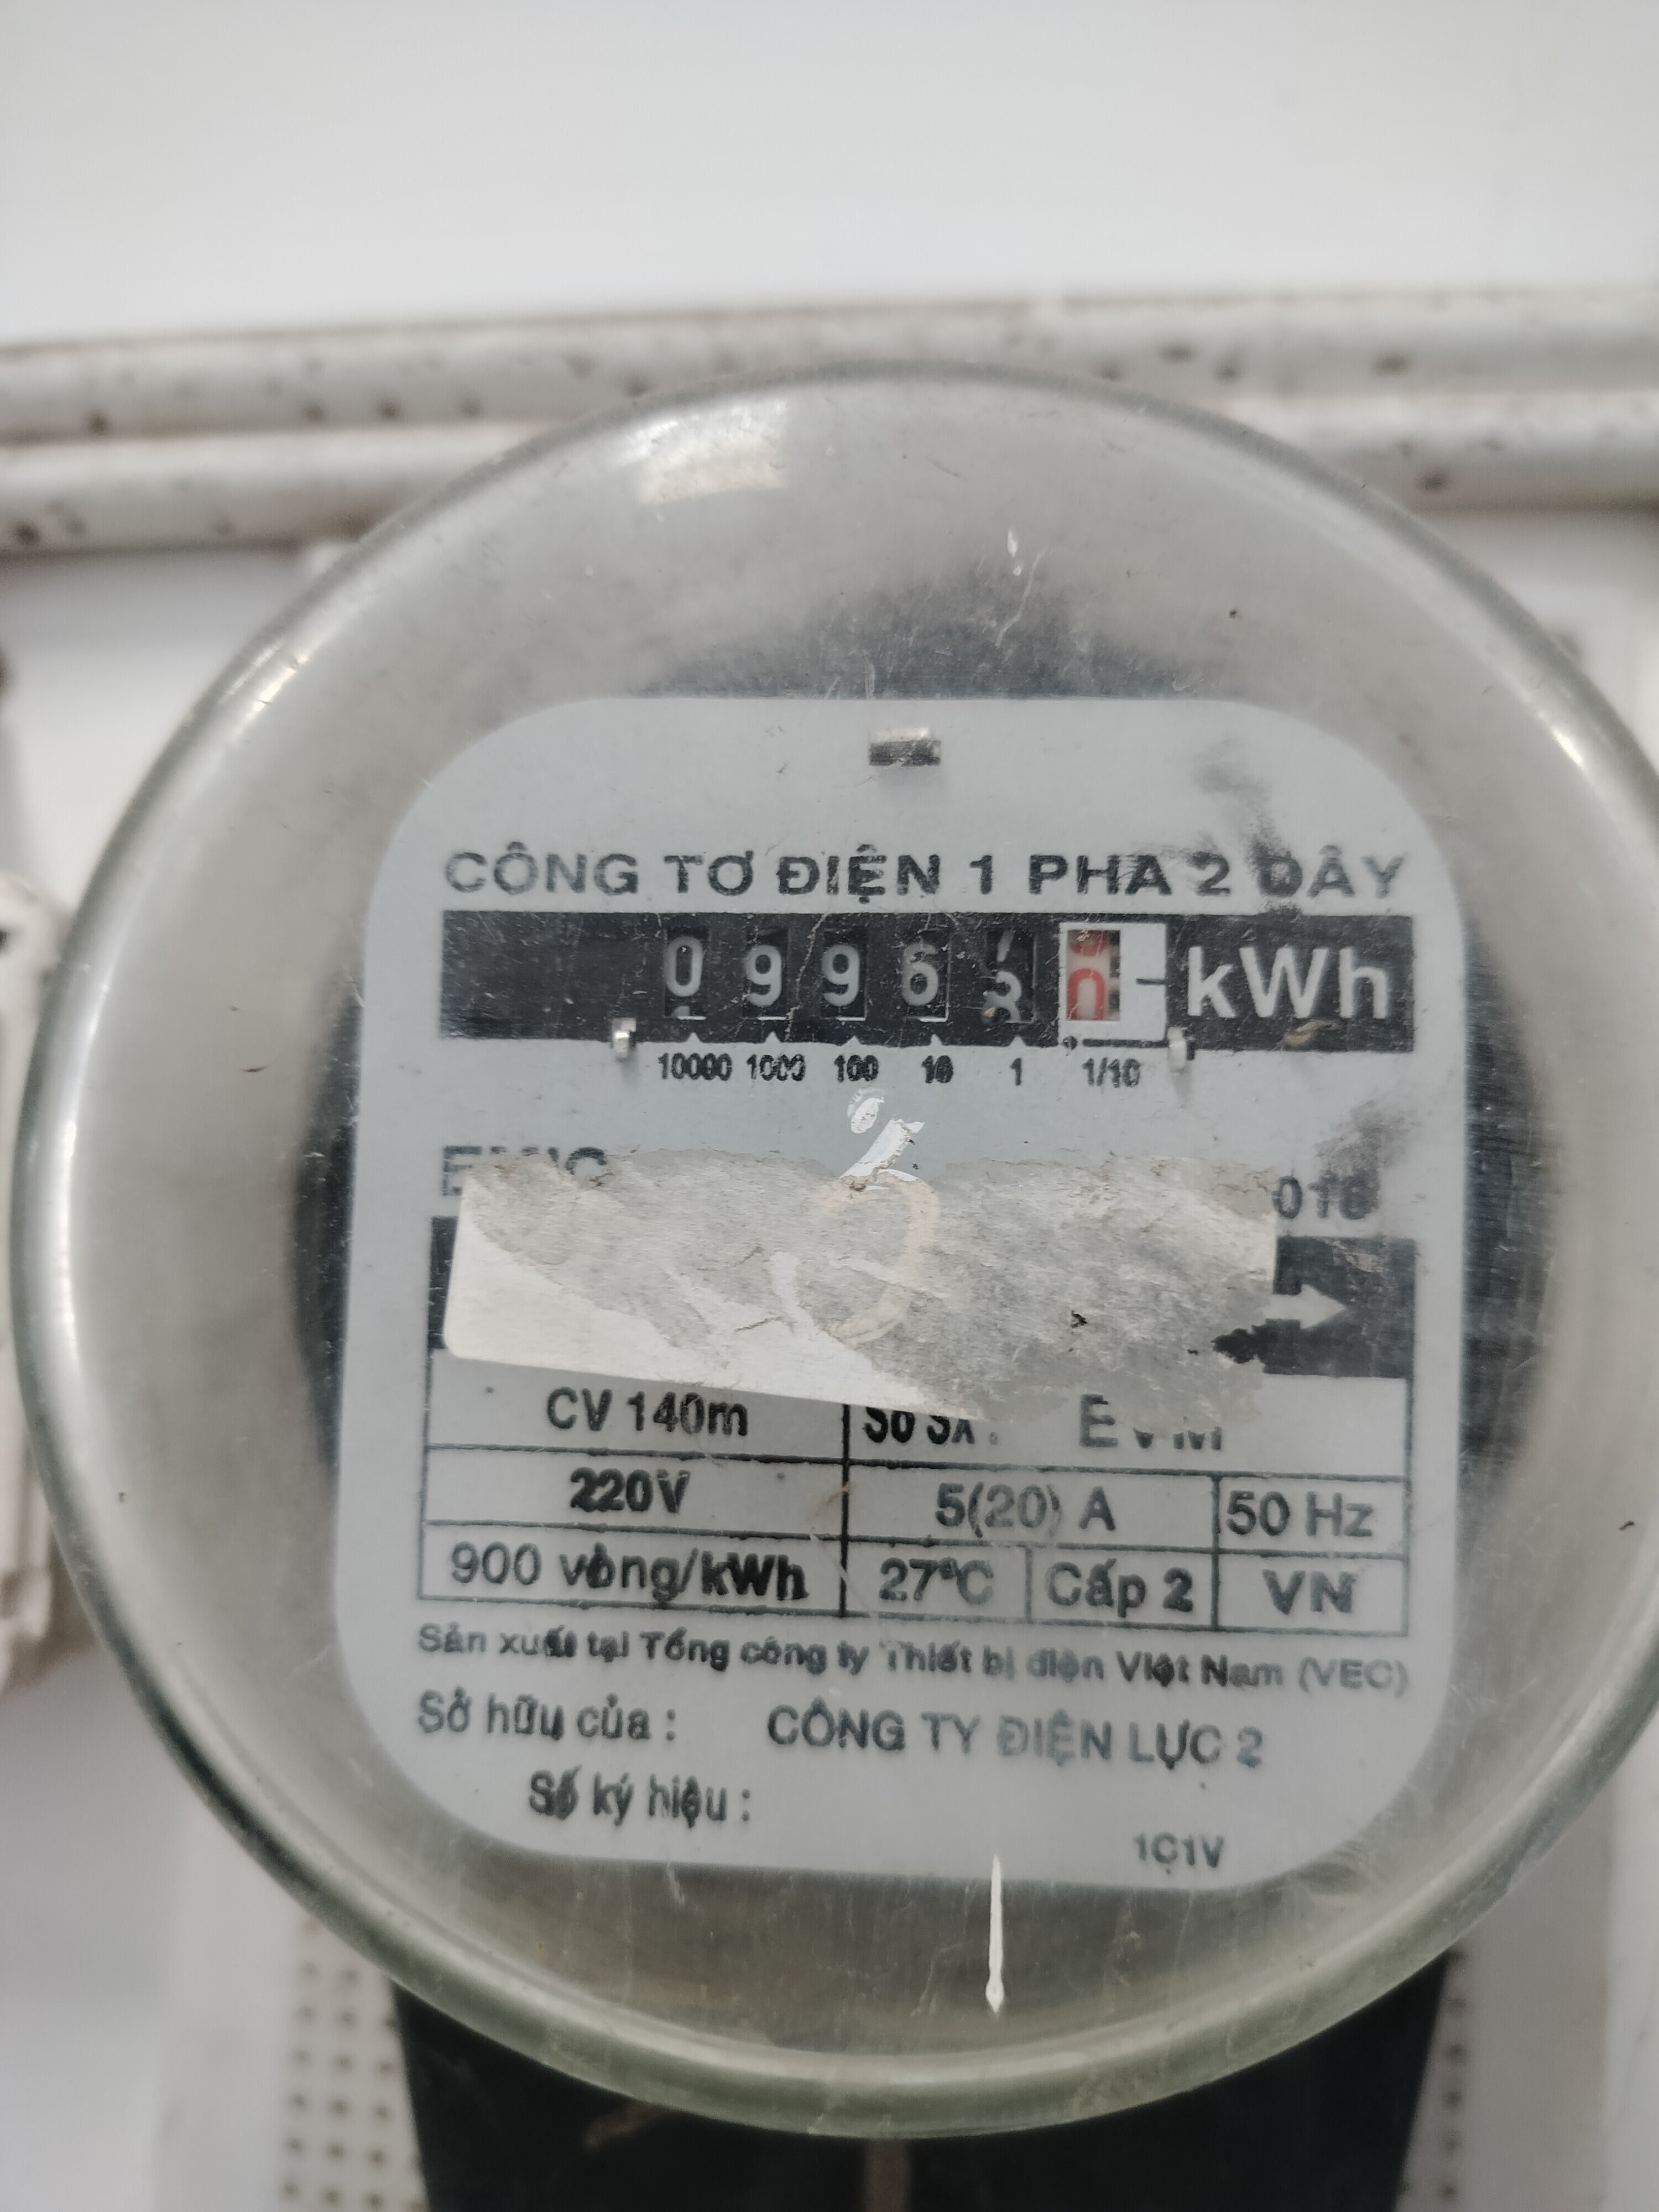 CÔNG TƠ ĐIỆN 1 PHA 2 DÂY
0 9 9 6 kWh
10000 1000 100 10 1 1/10
CV 140m
220V 5(20) A 50 Hz
900 vòng/kWh 27°C Cấp 2 VN
Sản xuất tại Tổng công ty Thiết bị điện Việt Nam (VEC)
Sở hữu của : CÔNG TY ĐIỆN LỰC 2
Số ký hiệu :
1C1V